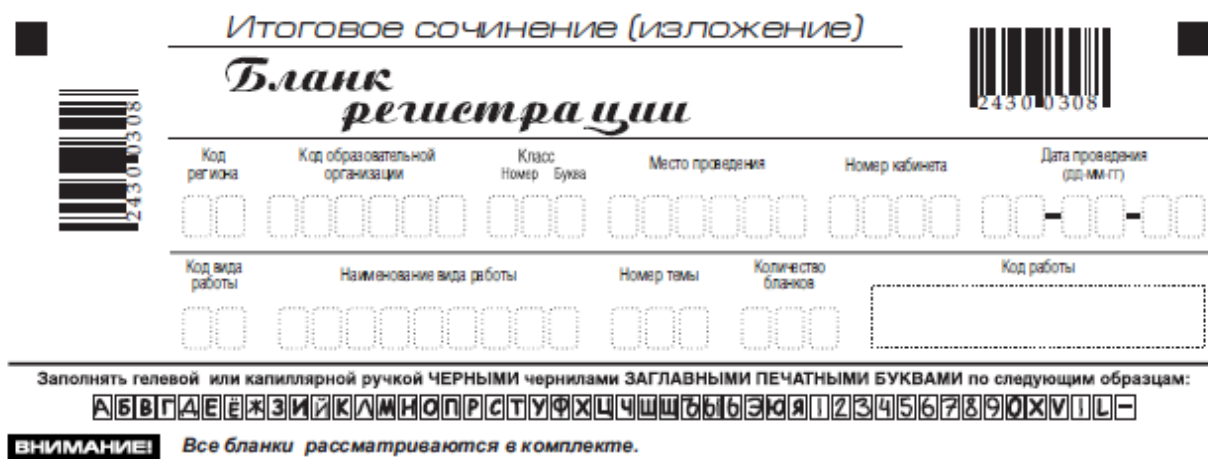 Итоговое сочинение (изложение)
Бланк
регистрации
2430 0308
2430 0308
Код региона
Код образовательной организации
Класс
Номер Буква
Место проведения
Номер кабинета
Дата проведения
(дд-мм-гг)
Код вида работы
Наименование вида работы
Номер темы
Количество бланков
Код работы
Заполнять гелевой или капиллярной ручкой ЧЕРНЫМИ чернилами ЗАГЛАВНЫМИ ПЕЧАТНЫМИ БУКВАМИ по следующим образцам:
АБВГДЕЁЖЗИЙКЛМНОПРСТУФХЦЧШЩЪЫЬЭЮЯ1234567890XVIL-
ВНИМАНИЕ! Все бланки рассматриваются в комплекте.